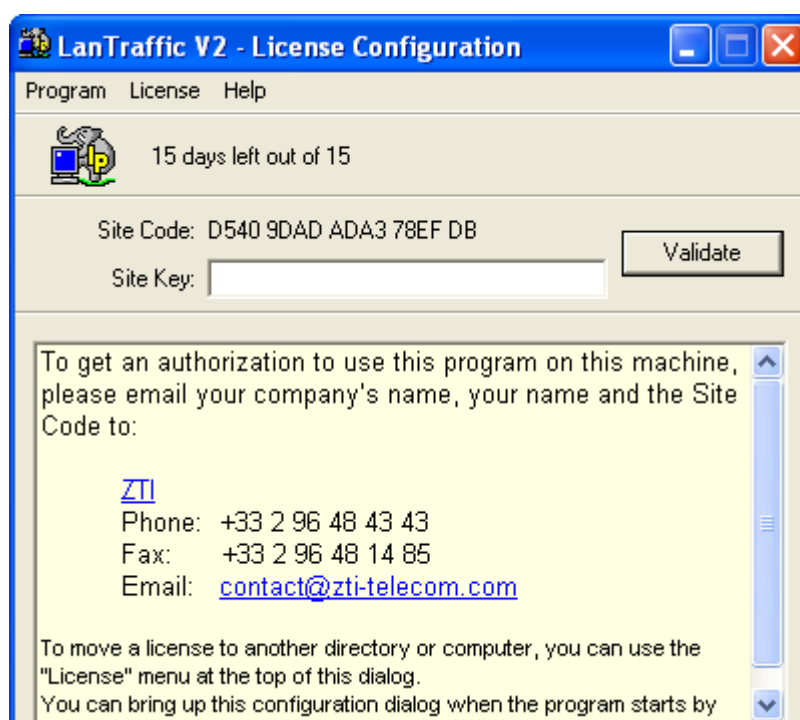 LanTraffic V2 - License Configuration
Program License Help
15 days left out of 15
Site Code: D540 9DAD ADA3 78EF DB
Validate
Site Key:
To get an authorization to use this program on this machine,
please email your company's name, your name and the Site
Code to:
ZTI
Phone: +33 2 96 48 43 43
Fax: +33 2 96 48 14 85
Email: contact@zti-telecom.com
To move a license to another directory or computer, you can use the
"License" menu at the top of this dialog.
You can bring up this configuration dialog when the program starts by